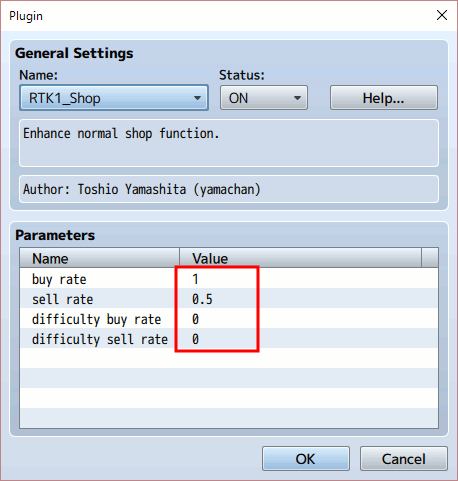 Plugin
General Settings
Name: Status:
RTK1_Shop ON Help...
Enhance normal shop function.
Author: Toshio Yamashita (yamachan)
Parameters
Name Value
buy rate 1
sell rate 0.5
difficulty buy rate 0
difficulty sell rate 0
OK Cancel